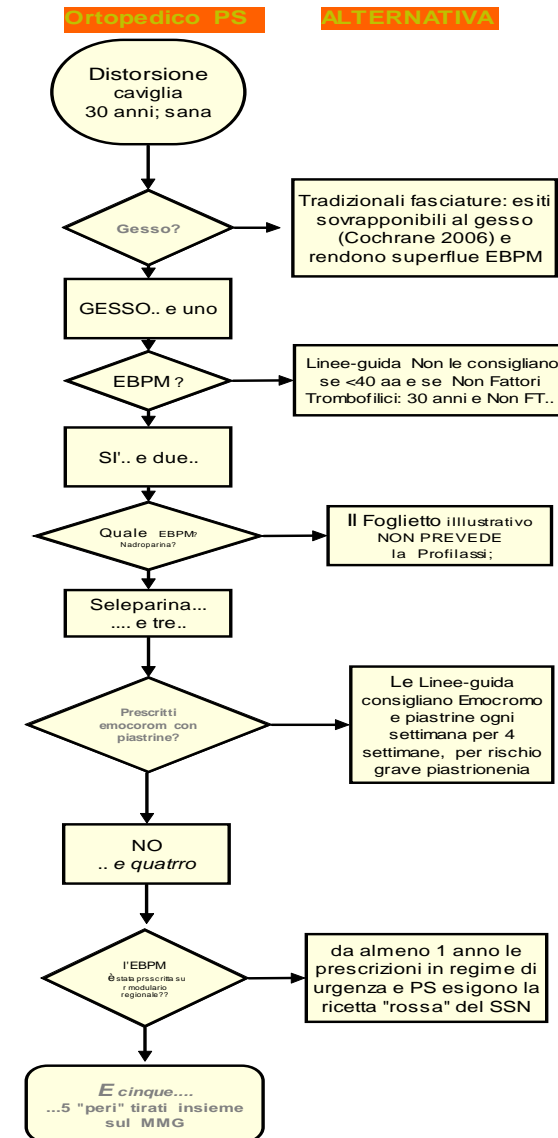 Ortopedico PS
ALTERNATIVA
Distorsione
caviglia
30 anni; sana
Gesso?
Tradizionali fasciature: esiti
sovrapponibili al gesso
(Cochrane 2006) e
rendono superflue EBPM
GESSO.. e uno
EBPM ?
Linee-guida Non le consigliano
se <40 aa e se Non Fattori
Trombofilici: 30 anni e Non FT..
SI'.. e due..
Quale EBPM?
Nadroparina?
Il Foglietto illlustrativo
NON PREVEDE
la Profilassi;
Seleparina...
.... e tre..
Prescritti
emocorom con
piastrine?
Le Linee-guida
consigliano Emocromo
e piastrine ogni
settimana per 4
settimane, per rischio
grave piastrionenia
NO
.. e quatrro
l'EBPM
è stata prsscritta su
r modulario
regionale??
da almeno 1 anno le
prescrizioni in regime di
urgenza e PS esigono la
ricetta "rossa" del SSN
E cinque....
...5 "peri" tirati insieme
sul MMG